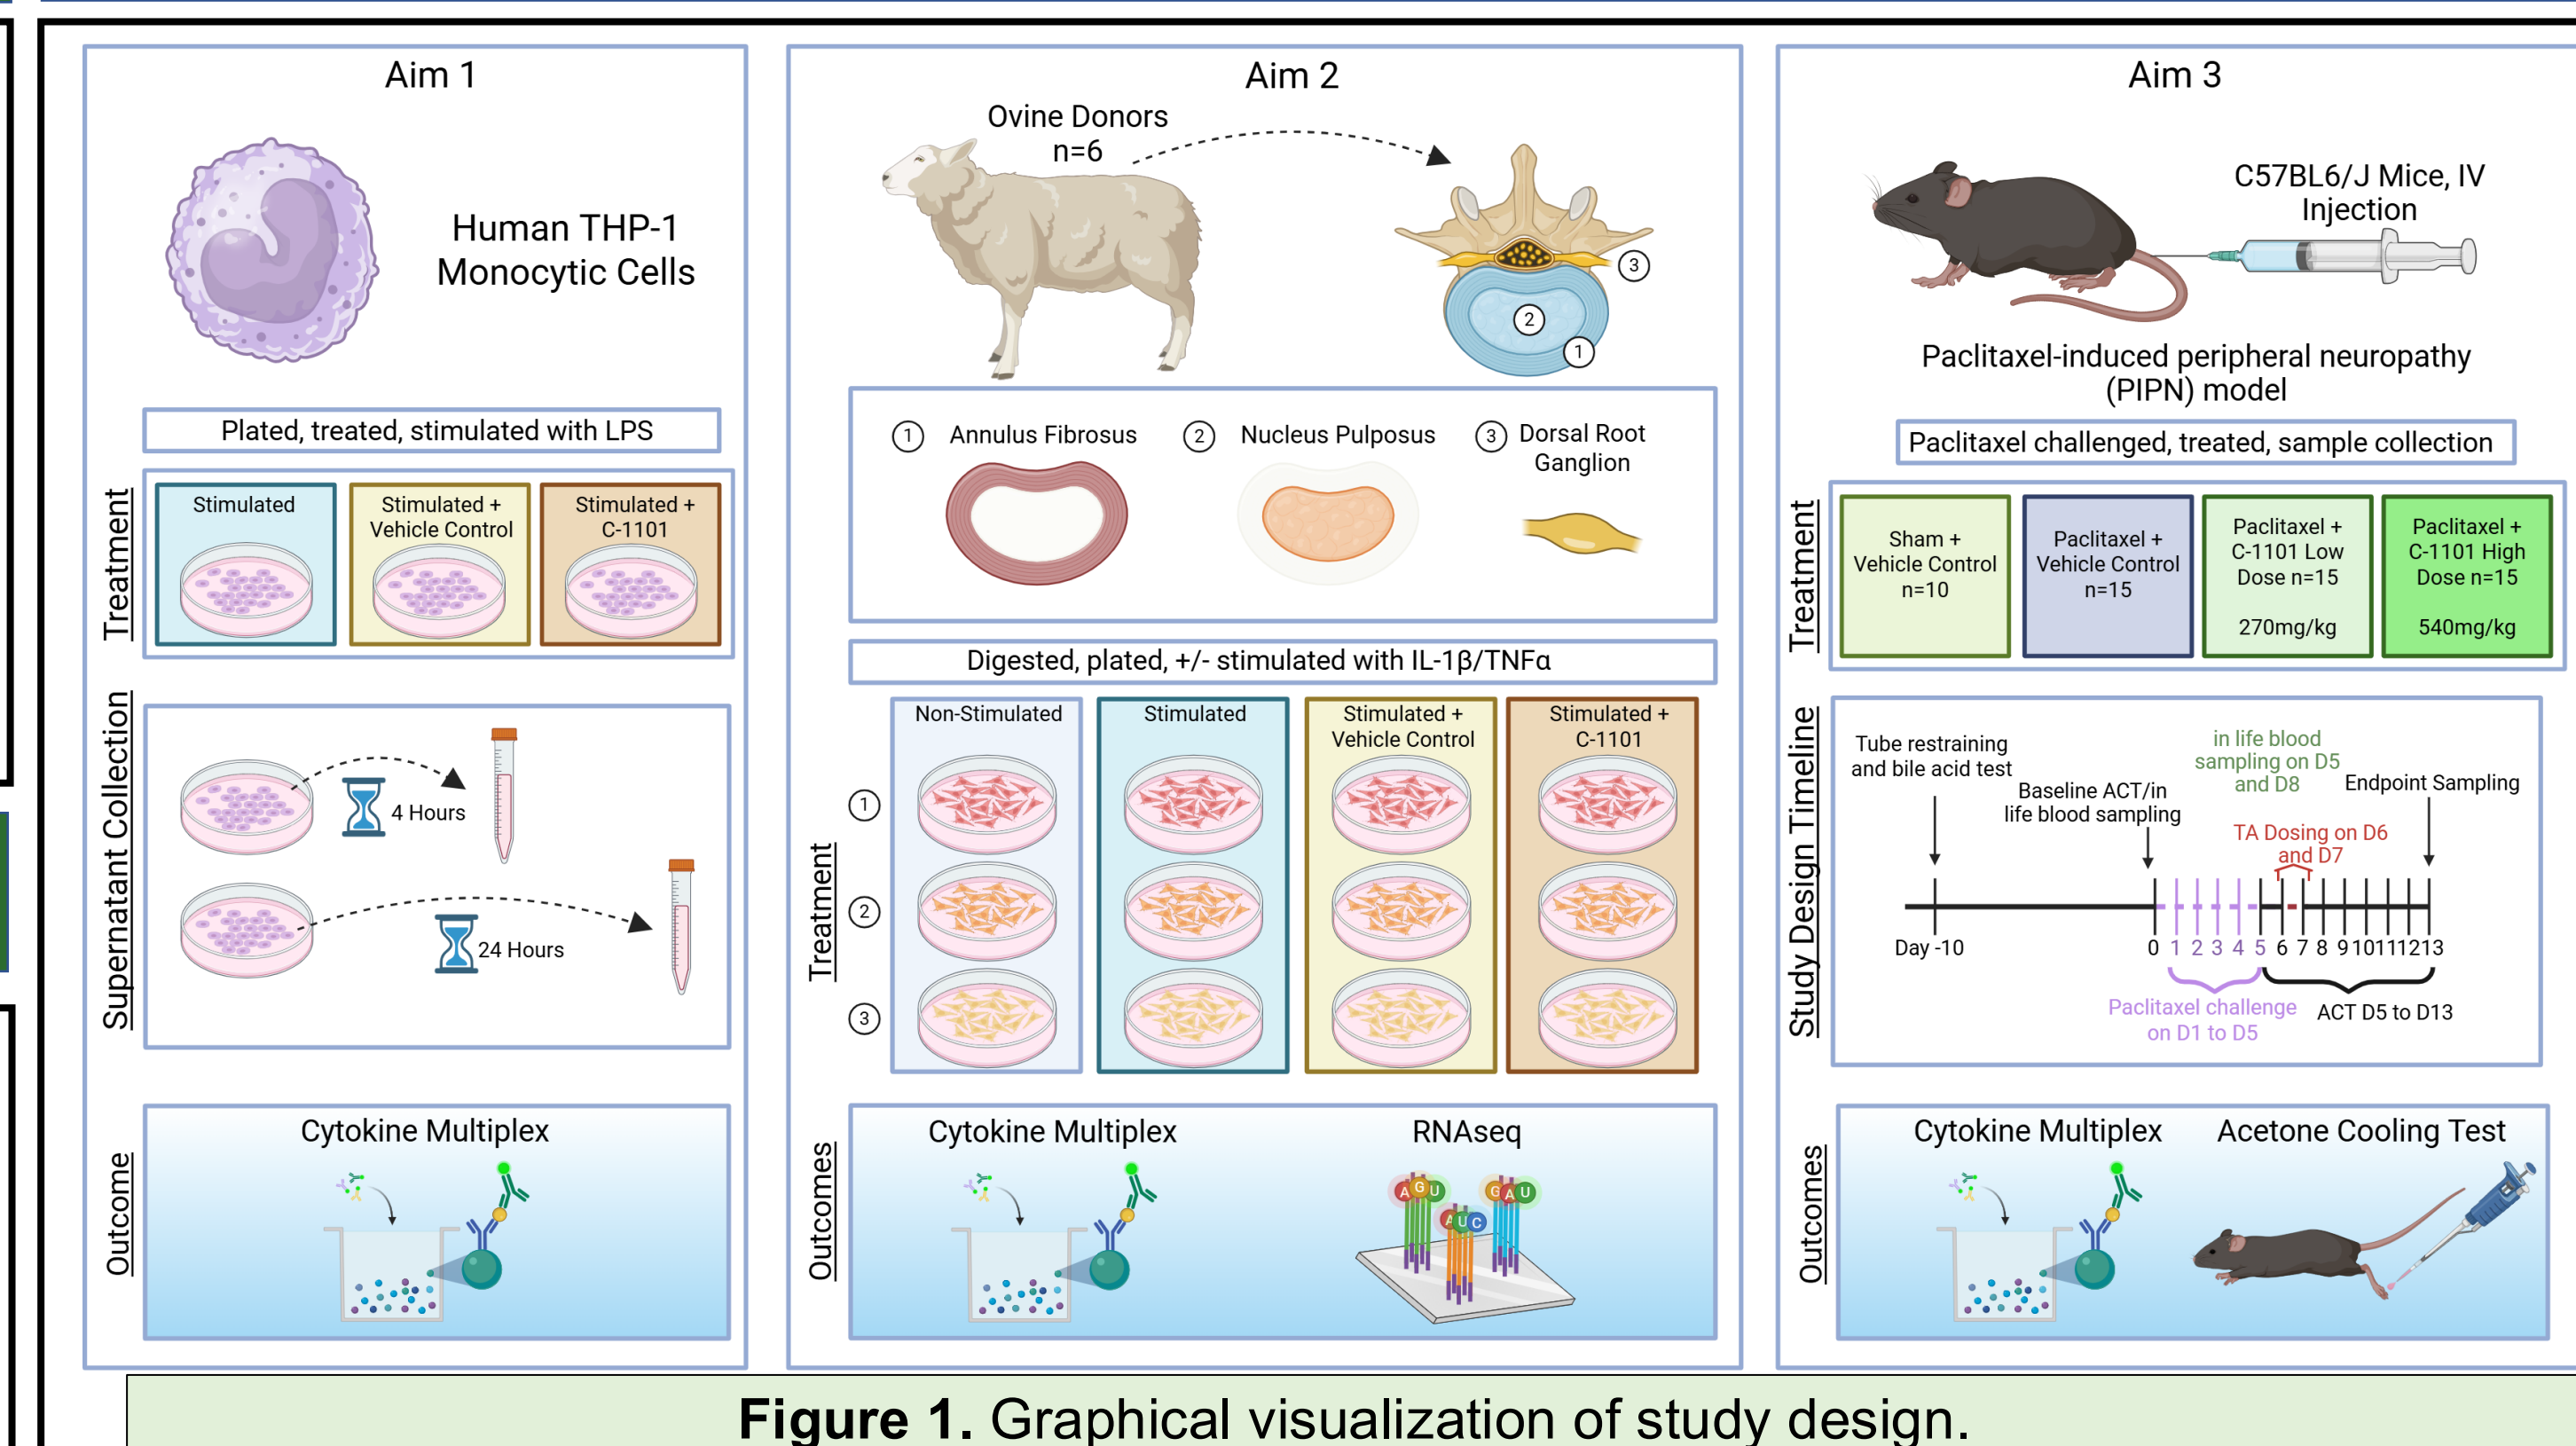 Aim 1
Human THP-1
Monocytic Cells
Plated, treated, stimulated with LPS
Treatment
Stimulated
Stimulated +
Vehicle Control
Stimulated +
C-1101
Supernatant Collection
4 Hours
24 Hours
Outcome
Cytokine Multiplex
Aim 2
Ovine Donors
n=6
3
2
1
1 Annulus Fibrosus
2 Nucleus Pulposus
3 Dorsal Root
Ganglion
Digested, plated, +/- stimulated with IL-1β/TNFα
Treatment
Non-Stimulated
Stimulated
Stimulated +
Vehicle Control
Stimulated +
C-1101
1
2
3
Outcomes
Cytokine Multiplex
RNAseq
A G U
A U C
G A U
Aim 3
C57BL6/J Mice, IV
Injection
Paclitaxel-induced peripheral neuropathy
(PIPN) model
Paclitaxel challenged, treated, sample collection
Treatment
Sham +
Vehicle Control
n=10
Paclitaxel +
Vehicle Control
n=15
Paclitaxel +
C-1101 Low
Dose n=15
270mg/kg
Paclitaxel +
C-1101 High
Dose n=15
540mg/kg
Study Design Timeline
Tube restraining
and bile acid test
Baseline ACT/in
life blood sampling
in life blood
sampling on D5
and D8
Endpoint Sampling
TA Dosing on D6
and D7
Day -10
0 1 2 3 4 5 6 7 8 9 10 11 12 13
Paclitaxel challenge
on D1 to D5
ACT D5 to D13
Outcomes
Cytokine Multiplex
Acetone Cooling Test
Figure 1. Graphical visualization of study design.